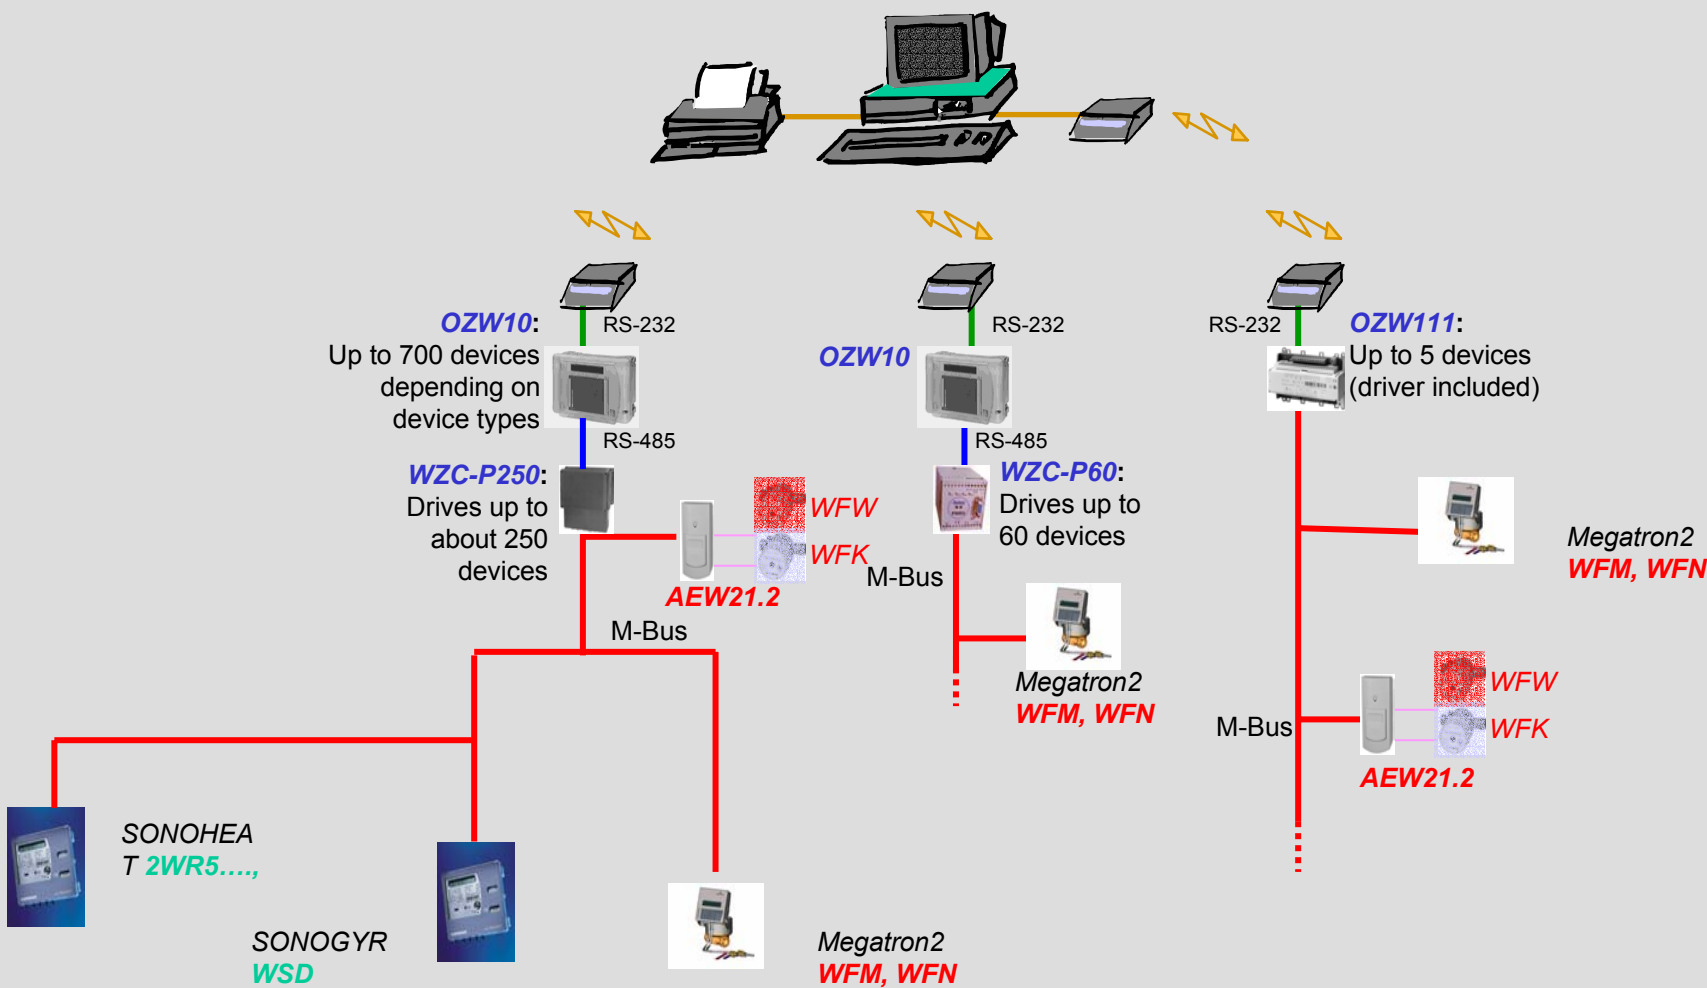 OZW10:
Up to 700 devices
depending on
device types
RS-232
RS-485
WZC-P250:
Drives up to
about 250
devices
WFW
WFK
AEW21.2
M-Bus
SONOHEA
T 2WR5....,
SONOGYR
WSD
Megatron2
WFM, WFN
RS-232
OZW10
RS-485
WZC-P60:
Drives up to
60 devices
M-Bus
Megatron2
WFM, WFN
RS-232
OZW111:
Up to 5 devices
(driver included)
Megatron2
WFM, WFN
WFW
WFK
M-Bus
AEW21.2